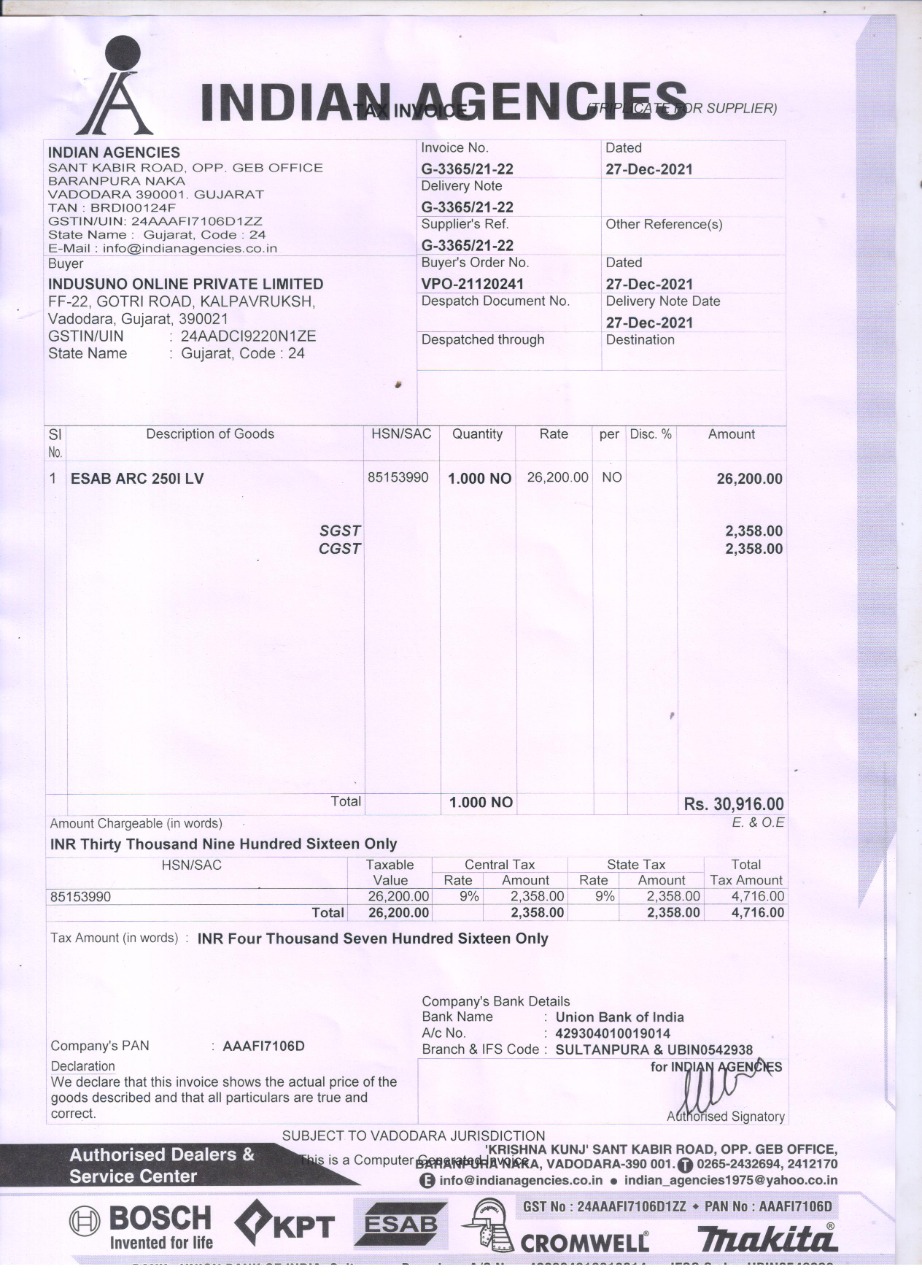 INDIAN AGENCIES
TAX INVOICE
(TRIPLICATE FOR SUPPLIER)
INDIAN AGENCIES
SANT KABIR ROAD, OPP. GEB OFFICE
BARANPURA NAKA
VADODARA 390001. GUJARAT
TAN : BRDI00124F
GSTIN/UIN: 24AAAFI7106D1ZZ
State Name : Gujarat, Code : 24
E-Mail : info@indianagencies.co.in
Invoice No. Dated
G-3365/21-22 27-Dec-2021
Delivery Note
G-3365/21-22
Supplier's Ref. Other Reference(s)
G-3365/21-22
Buyer
INDUSUNO ONLINE PRIVATE LIMITED
FF-22, GOTRI ROAD, KALPAVRUKSH,
Vadodara, Gujarat, 390021
GSTIN/UIN : 24AADCI9220N1ZE
State Name : Gujarat, Code : 24
Buyer's Order No. Dated
VPO-21120241 27-Dec-2021
Despatch Document No. Delivery Note Date
27-Dec-2021
Despatched through Destination
Sl No. Description of Goods HSN/SAC Quantity Rate per Disc. % Amount
1 ESAB ARC 250I LV 85153990 1.000 NO 26,200.00 NO 26,200.00
SGST 2,358.00
CGST 2,358.00
Total 1.000 NO Rs. 30,916.00
Amount Chargeable (in words) E. & O.E
INR Thirty Thousand Nine Hundred Sixteen Only
HSN/SAC Taxable Value Central Tax State Tax Total Tax Amount
Rate Amount Rate Amount
85153990 26,200.00 9% 2,358.00 9% 2,358.00 4,716.00
Total 26,200.00 2,358.00 2,358.00 4,716.00
Tax Amount (in words) : INR Four Thousand Seven Hundred Sixteen Only
Company's Bank Details
Bank Name : Union Bank of India
A/c No. : 429304010019014
Branch & IFS Code : SULTANPURA & UBIN0542938
Company's PAN : AAAFI7106D
Declaration
We declare that this invoice shows the actual price of the
goods described and that all particulars are true and
correct.
for INDIAN AGENCIES
Authorised Signatory
SUBJECT TO VADODARA JURISDICTION
This is a Computer Generated Invoice
Authorised Dealers &
Service Center
'KRISHNA KUNJ' SANT KABIR ROAD, OPP. GEB OFFICE,
BARANPURA NAKA, VADODARA-390 001. T 0265-2432694, 2412170
E info@indianagencies.co.in • indian_agencies1975@yahoo.co.in
GST No : 24AAAFI7106D1ZZ • PAN No : AAAFI7106D
BOSCH
Invented for life
KPT
ESAB
CROMWELL
makita